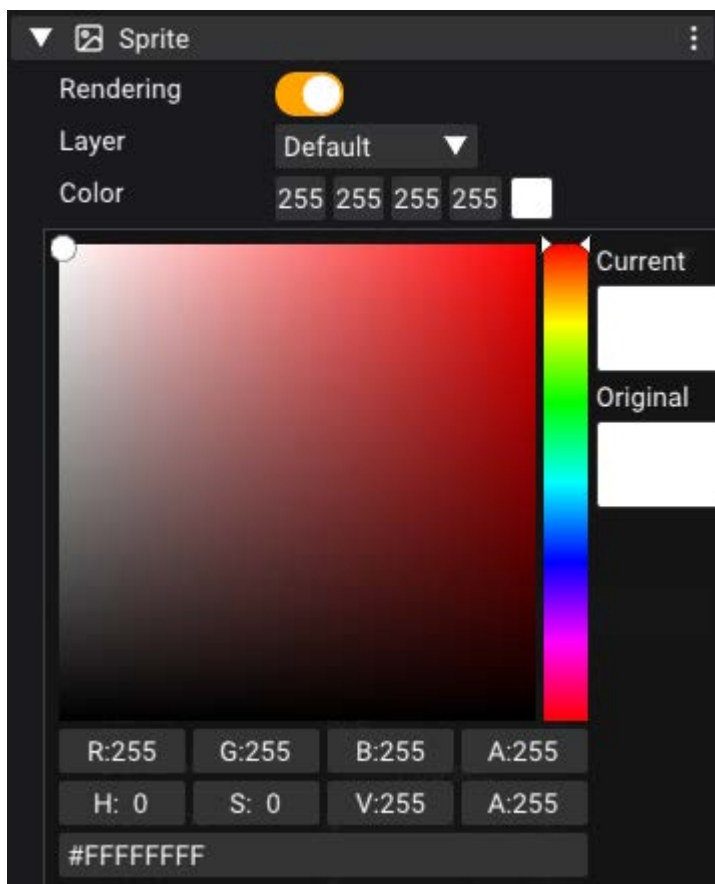 Sprite
Rendering
Layer Default
Color 255 255 255 255
Current
Original
R:255 G:255 B:255 A:255
H: 0 S: 0 V:255 A:255
#FFFFFFFF